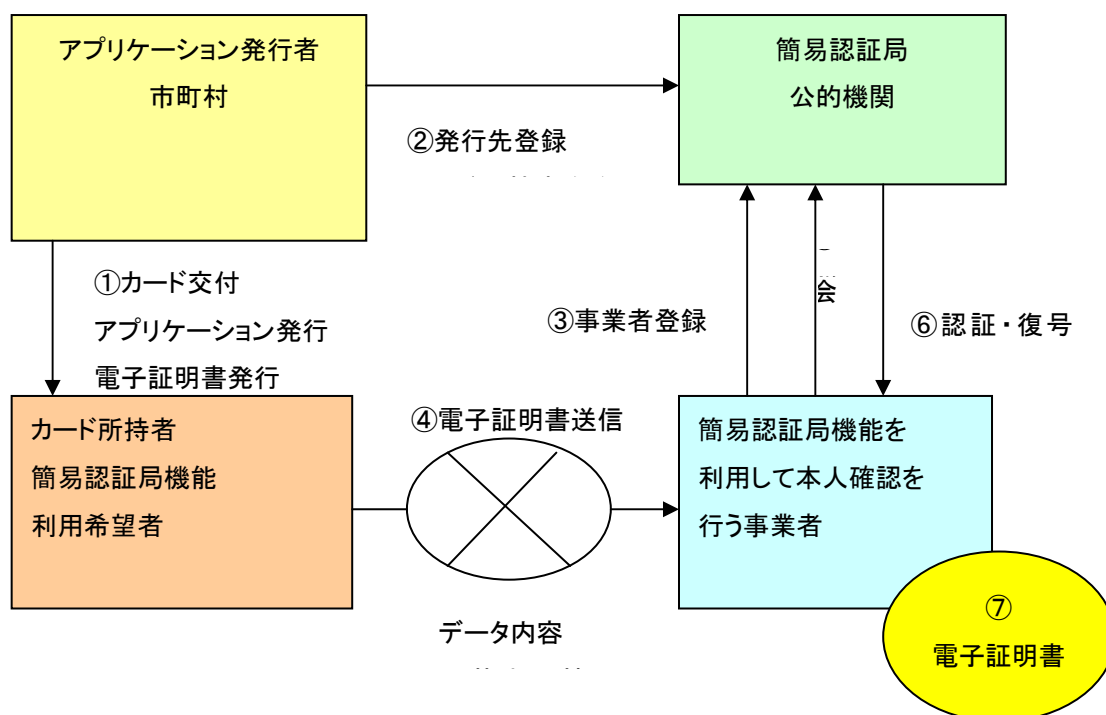 アプリケーション発行者
市町村
簡易認証局
公的機関
②発行先登録
①カード交付
アプリケーション発行
電子証明書発行
③事業者登録
会
⑥認証・復号
カード所持者
簡易認証局機能
利用希望者
④電子証明書送信
簡易認証局機能を
利用して本人確認を
行う事業者
データ内容
⑦
電子証明書